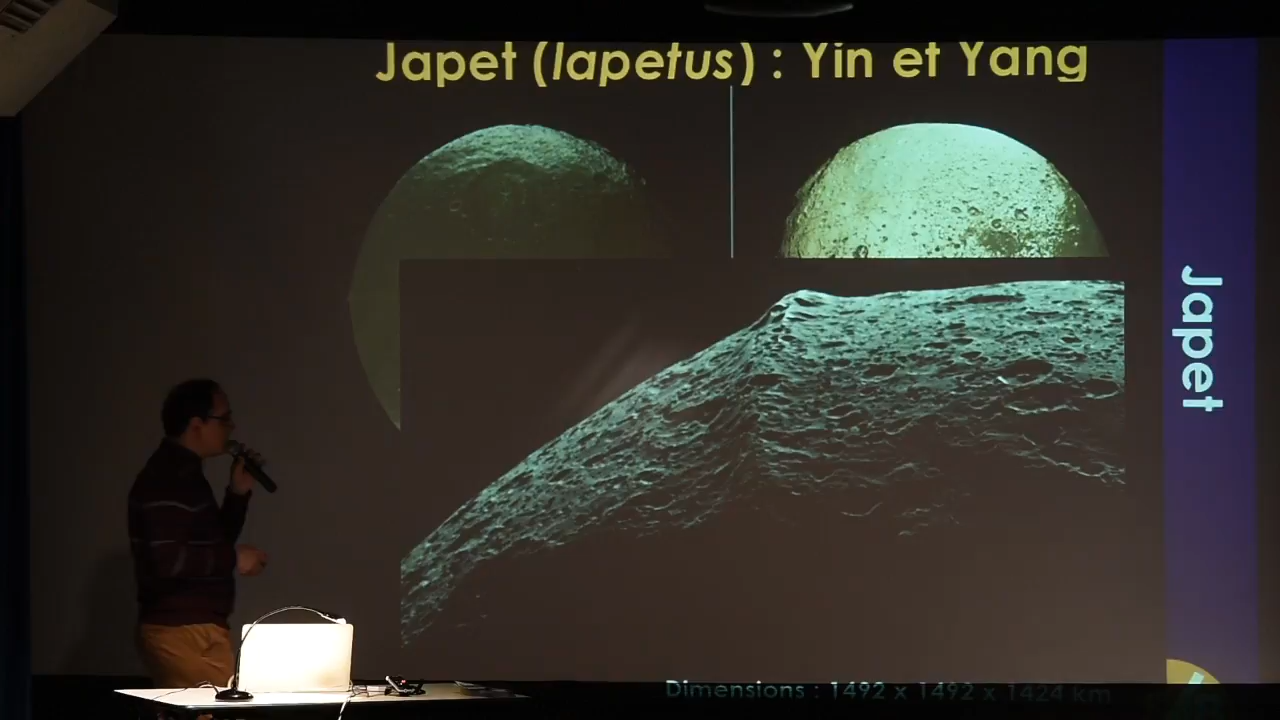 Japet (Iapetus) : Yin et Yang
Japet
Dimensions : 1492 x 1492 x 1424 km